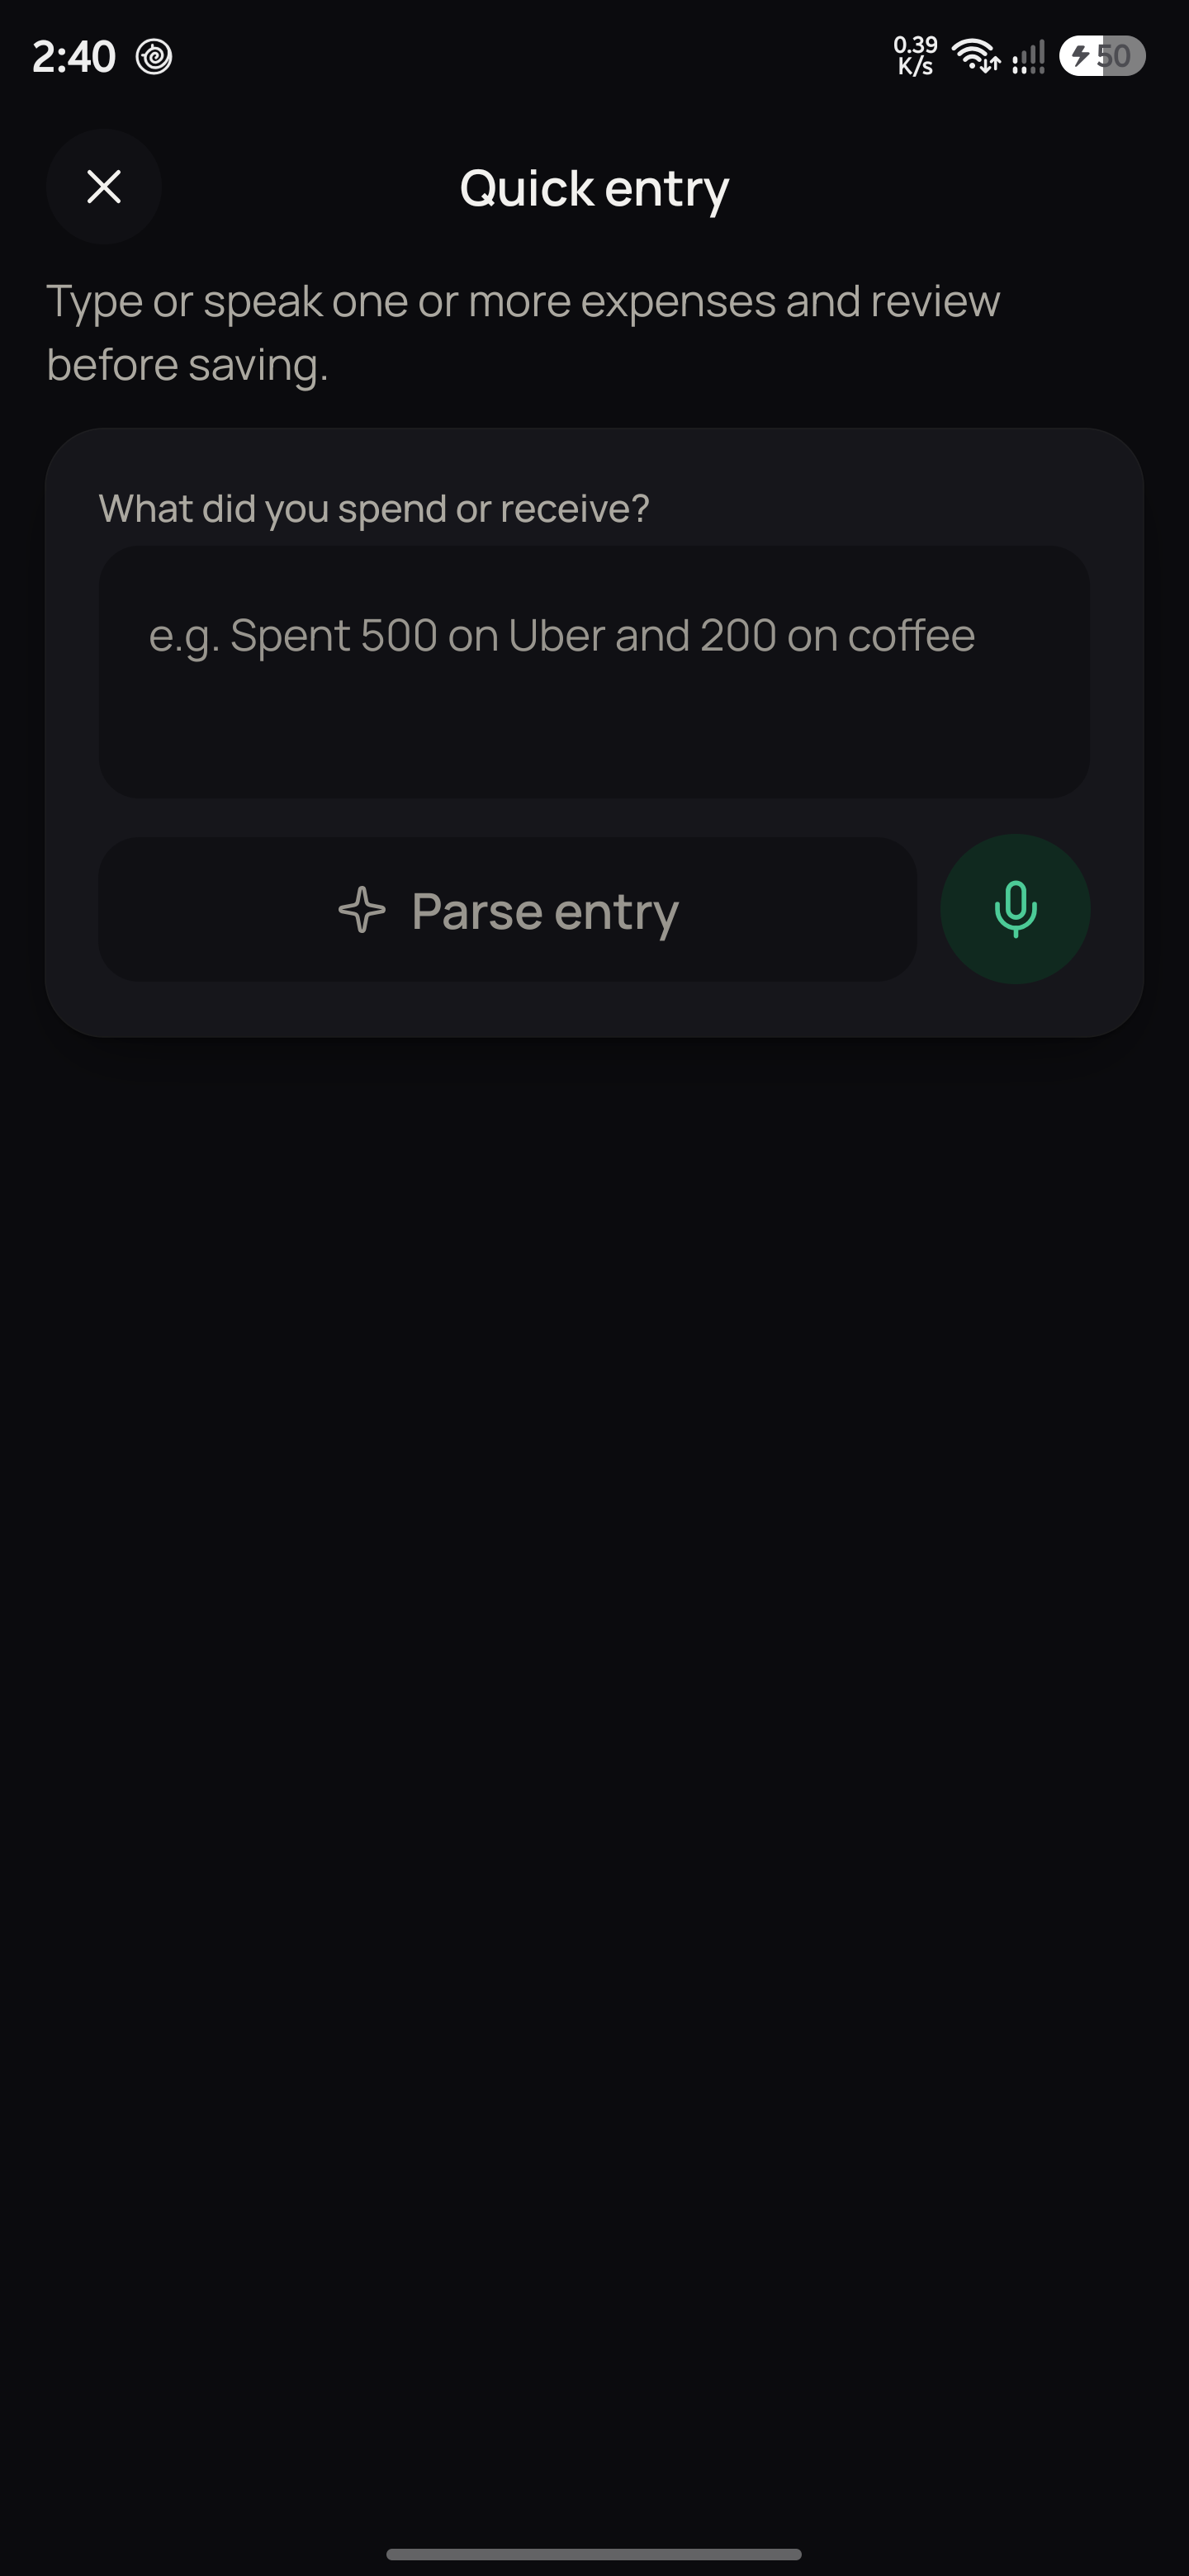 2:40
0.39
K/s
50
Quick entry
Type or speak one or more expenses and review
before saving.
What did you spend or receive?
e.g. Spent 500 on Uber and 200 on coffee
Parse entry